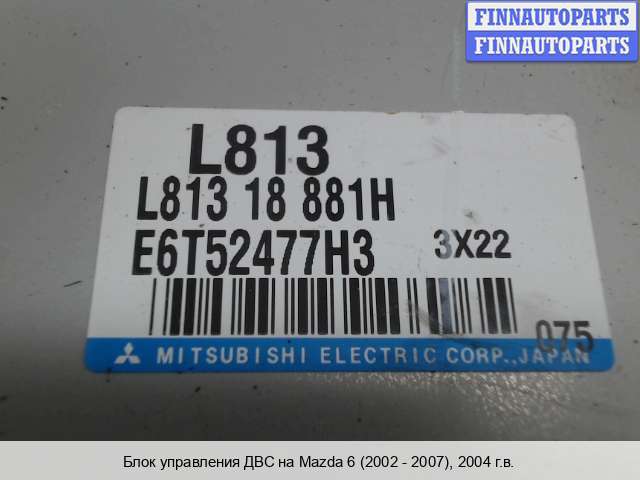 FINNAUTOPARTS
FINNAUTOPARTS
L813
L813 18 881H
E6T52477H3 3X22
075
MITSUBISHI ELECTRIC CORP., JAPAN
Блок управления ДВС на Mazda 6 (2002 - 2007), 2004 г.в.